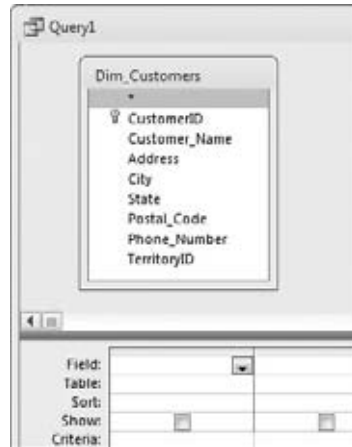 Query1
Dim_Customers
*
CustomerID
Customer_Name
Address
City
State
Postal_Code
Phone_Number
TerritoryID
Field:
Table:
Sort:
Show:
Criteria: